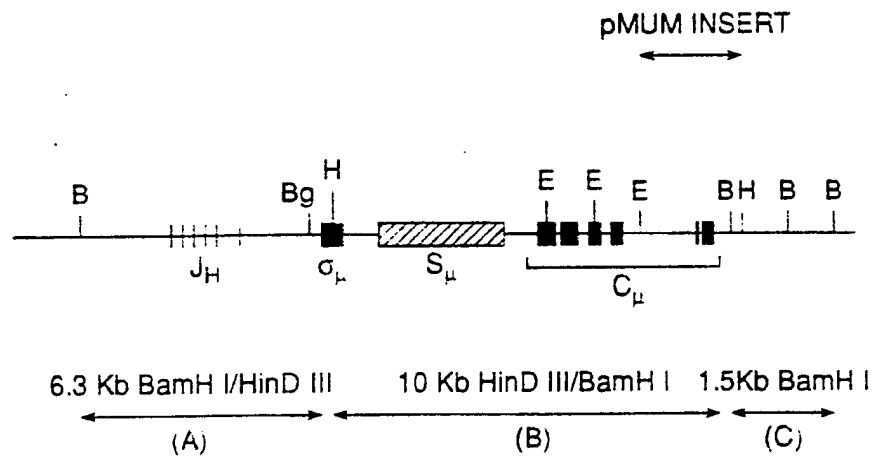 pMUM INSERT
B Bg H E E E B H B B
J_H σ_μ S_μ C_μ
6.3 Kb BamH I/HinD III 10 Kb HinD III/BamH I 1.5Kb BamH I
(A) (B) (C)